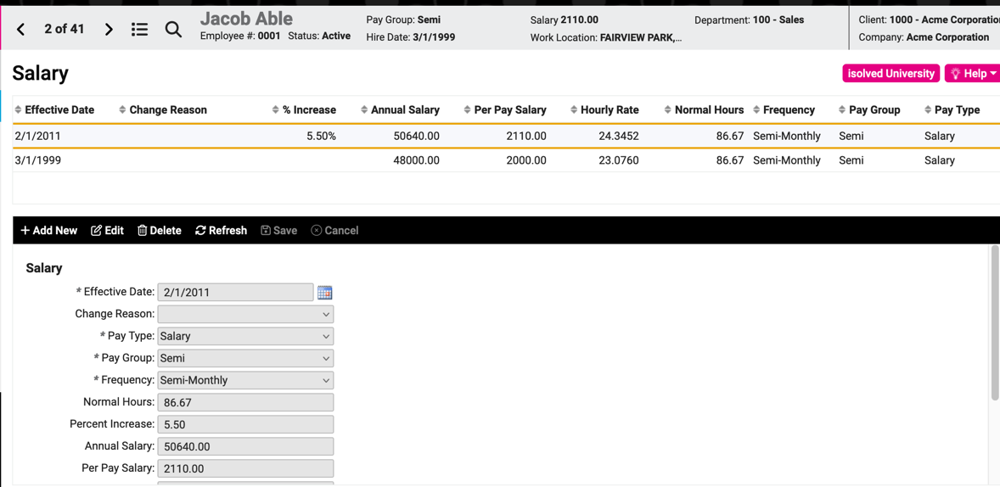 2 of 41
Jacob Able
Employee #: 0001 Status: Active
Pay Group: Semi
Hire Date: 3/1/1999
Salary 2110.00
Work Location: FAIRVIEW PARK,...
Department: 100 - Sales
Client: 1000 - Acme Corporation
Company: Acme Corporation
Salary
isolved University
Help
Effective Date Change Reason % Increase Annual Salary Per Pay Salary Hourly Rate Normal Hours Frequency Pay Group Pay Type
2/1/2011 5.50% 50640.00 2110.00 24.3452 86.67 Semi-Monthly Semi Salary
3/1/1999 48000.00 2000.00 23.0760 86.67 Semi-Monthly Semi Salary
+ Add New Edit Delete Refresh Save Cancel
Salary
* Effective Date: 2/1/2011
Change Reason:
* Pay Type: Salary
* Pay Group: Semi
* Frequency: Semi-Monthly
Normal Hours: 86.67
Percent Increase: 5.50
Annual Salary: 50640.00
Per Pay Salary: 2110.00